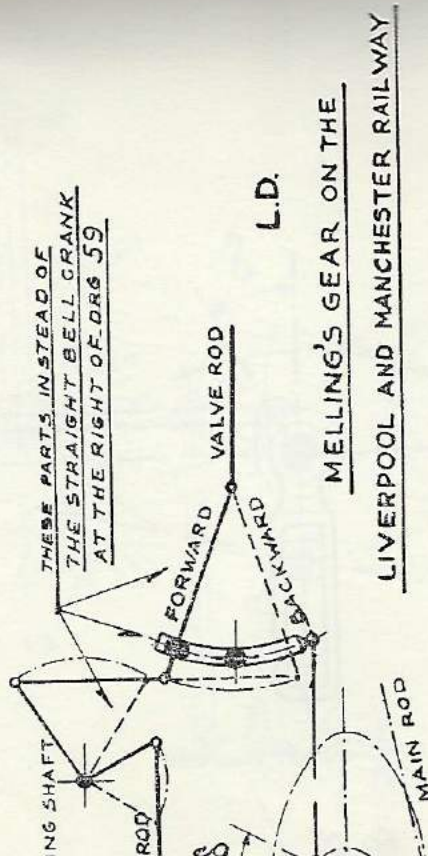 THESE PARTS INSTEAD OF
THE STRAIGHT BELL CRANK
AT THE RIGHT OF DRG 59
L.D.
MELLING'S GEAR ON THE
LIVERPOOL AND MANCHESTER RAILWAY
VALVE ROD
FORWARD
BACKWARD
SHAFT
ROD
MAIN ROD